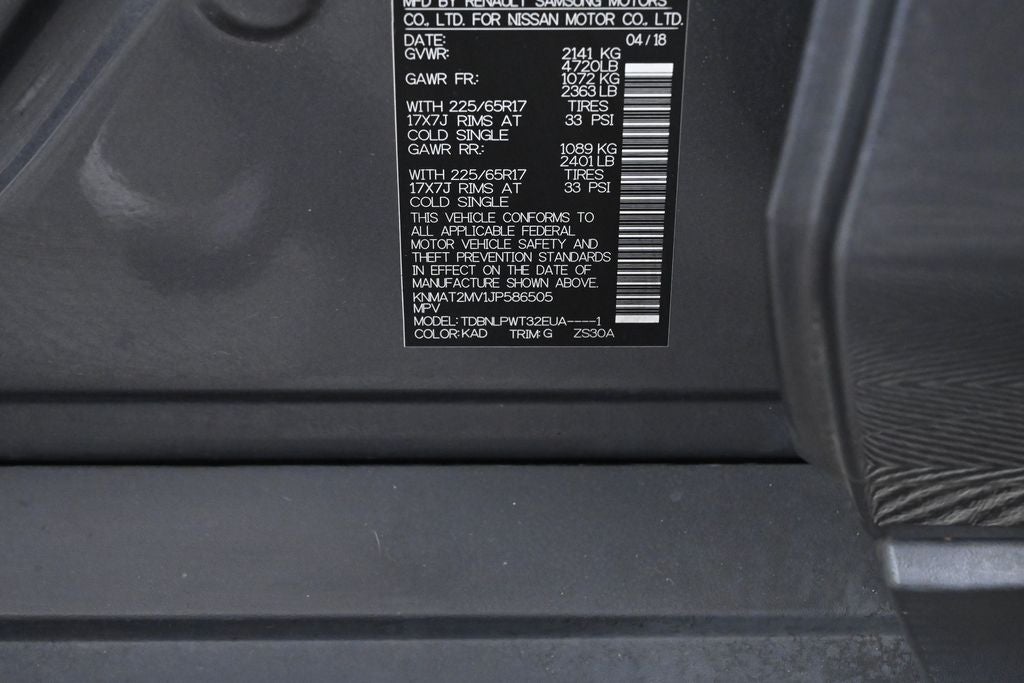 MFD BY RENAULT SAMSUNG MOTORS
CO., LTD. FOR NISSAN MOTOR CO., LTD.
DATE: 04/18
GVWR: 2141 KG
4720LB
GAWR FR.: 1072 KG
2363LB
WITH 225/65R17 TIRES
17X7J RIMS AT 33 PSI
COLD SINGLE
GAWR RR.: 1089 KG
2401LB
WITH 225/65R17 TIRES
17X7J RIMS AT 33 PSI
COLD SINGLE
THIS VEHICLE CONFORMS TO
ALL APPLICABLE FEDERAL
MOTOR VEHICLE SAFETY AND
THEFT PREVENTION STANDARDS
IN EFFECT ON THE DATE OF
MANUFACTURE SHOWN ABOVE.
KNMAT2MV1JP586505
MPV
MODEL: TDBNLPWT32EUA----1
COLOR: KAD TRIM: G ZS30A